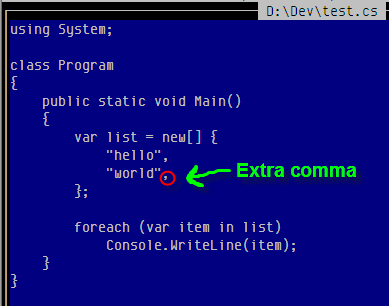 D:\Dev\test.cs
using System;
class Program
{
    public static void Main()
    {
        var list = new[] {
            "hello",
            "world", Extra comma
        };
        foreach (var item in list)
            Console.WriteLine(item);
    }
}